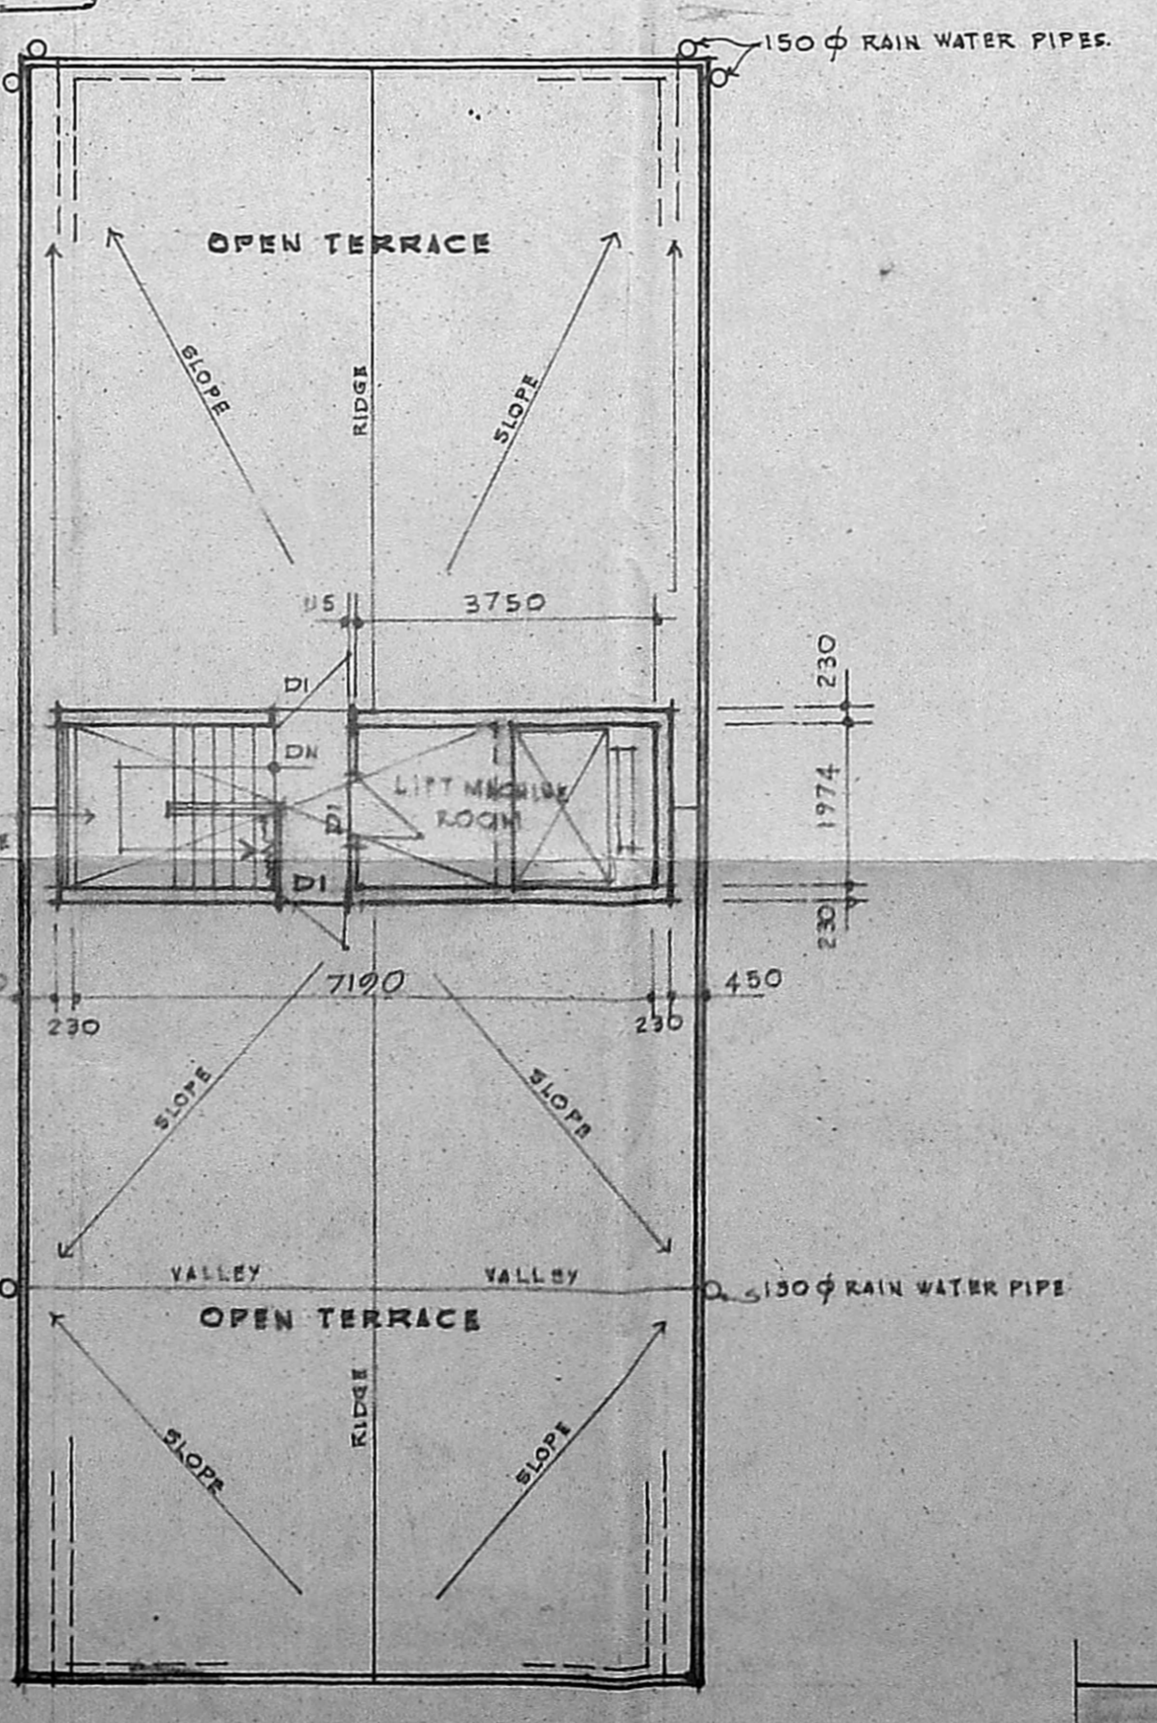 150 φ RAIN WATER PIPES.
OPEN TERRACE
SLOPE
RIDGE
SLOPE
115
3750
230
D1
DN
LIFT MACHINE
ROOM
D1
1974
D1
230
7190
450
230
230
SLOPE
SLOPE
VALLEY
VALLEY
150 φ RAIN WATER PIPE
OPEN TERRACE
RIDGE
SLOPE
SLOPE